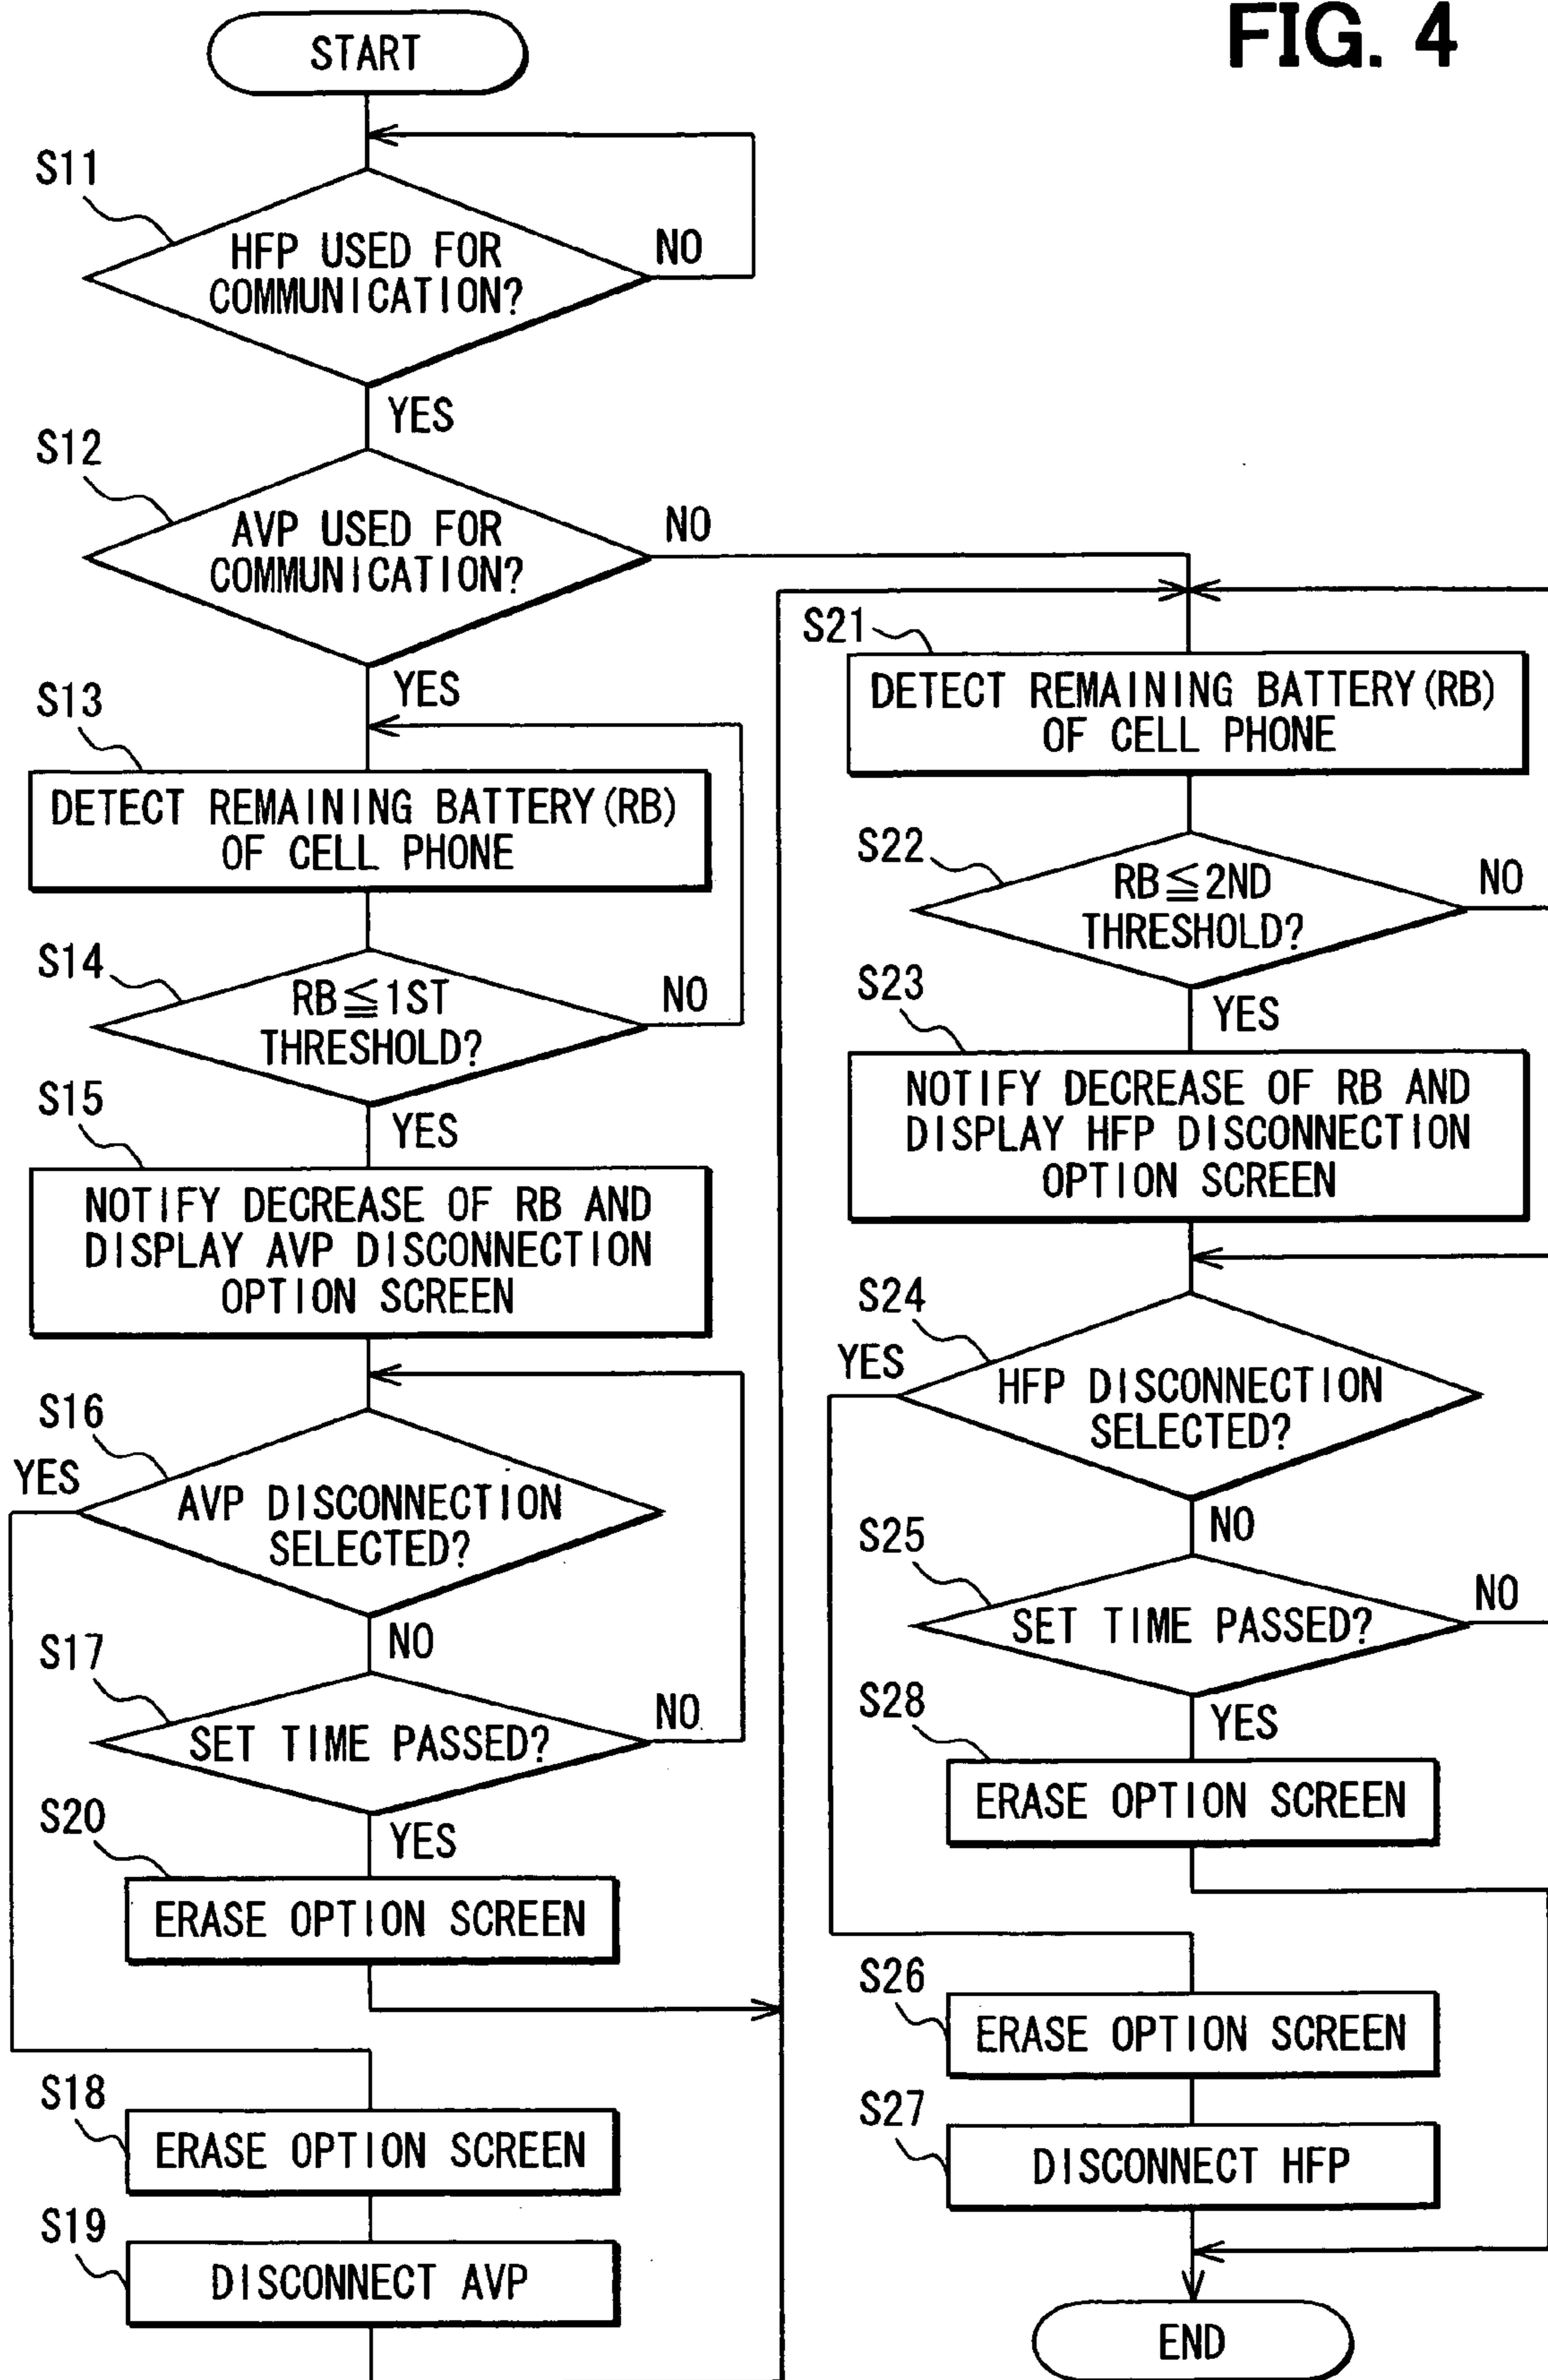 FIG. 4
START
S11
HFP USED FOR
COMMUNICATION?
NO
YES
S12
AVP USED FOR
COMMUNICATION?
NO
YES
S13
DETECT REMAINING BATTERY(RB)
OF CELL PHONE
S14
RB≦1ST
THRESHOLD?
NO
YES
S15
NOTIFY DECREASE OF RB AND
DISPLAY AVP DISCONNECTION
OPTION SCREEN
S16
YES
AVP DISCONNECTION
SELECTED?
NO
S17
SET TIME PASSED?
NO
YES
S20
ERASE OPTION SCREEN
S18
ERASE OPTION SCREEN
S19
DISCONNECT AVP
S21
DETECT REMAINING BATTERY(RB)
OF CELL PHONE
S22
RB≦2ND
THRESHOLD?
NO
YES
S23
NOTIFY DECREASE OF RB AND
DISPLAY HFP DISCONNECTION
OPTION SCREEN
S24
YES
HFP DISCONNECTION
SELECTED?
NO
S25
SET TIME PASSED?
NO
YES
S28
ERASE OPTION SCREEN
S26
ERASE OPTION SCREEN
S27
DISCONNECT HFP
END